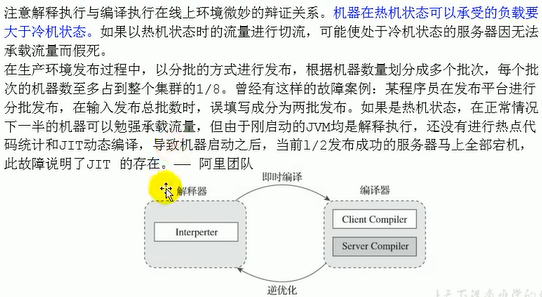 注意解释执行与编译执行在线上环境微妙的辩证关系。机器在热机状态可以承受的负载要
大于冷机状态。如果以热机状态时的流量进行切流，可能使处于冷机状态的服务器因无法
承载流量而假死。
在生产环境发布过程中，以分批的方式进行发布，根据机器数量划分成多个批次，每个批
次的机器数至多占到整个集群的1/8。曾经有这样的故障案例：某程序员在发布平台进行
分批发布，在输入发布总批数时，误填写成分为两批发布。如果是热机状态，在正常情况
下一半的机器可以勉强承载流量，但由于刚启动的JVM均是解释执行，还没有进行热点代
码统计和JIT动态编译，导致机器启动之后，当前1/2发布成功的服务器马上全部宕机，
此故障说明了JIT 的存在。—— 阿里团队
解释器
即时编译
编译器
Interperter
Client Compiler
Server Compiler
逆优化